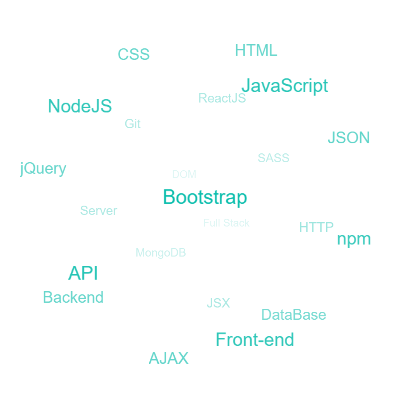 HTML
CSS
JavaScript
ReactJS
NodeJS
Git
JSON
SASS
jQuery
DOM
Bootstrap
Server
Full Stack
HTTP
npm
MongoDB
API
Backend
JSX
DataBase
Front-end
AJAX